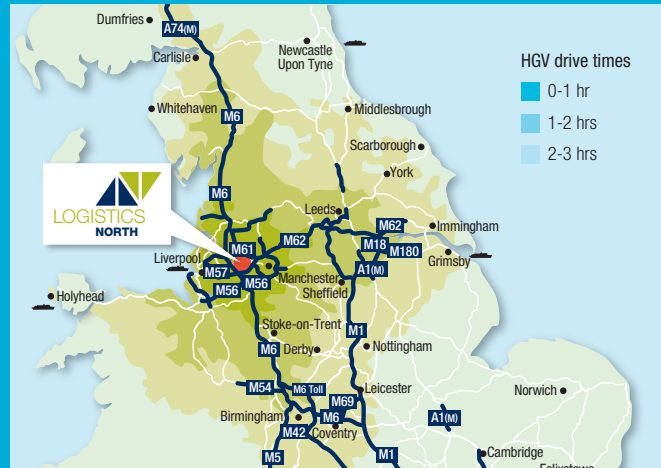 Dumfries
A74(M)
Carlisle
Newcastle
Upon Tyne
HGV drive times
0-1 hr
1-2 hrs
2-3 hrs
Whitehaven
M6
Middlesbrough
Scarborough
York
M6
LOGISTICS
NORTH
Leeds
M62
M61
M62
M18
M180
Immingham
Grimsby
Liverpool
M57
M56
M56
Manchester
Sheffield
A1(M)
Holyhead
Stoke-on-Trent
M6
M1
Derby
Nottingham
M54
M6 Toll
M69
Leicester
Norwich
Birmingham
M6
A1(M)
M42
Coventry
M5
M1
Cambridge
Felixstowe